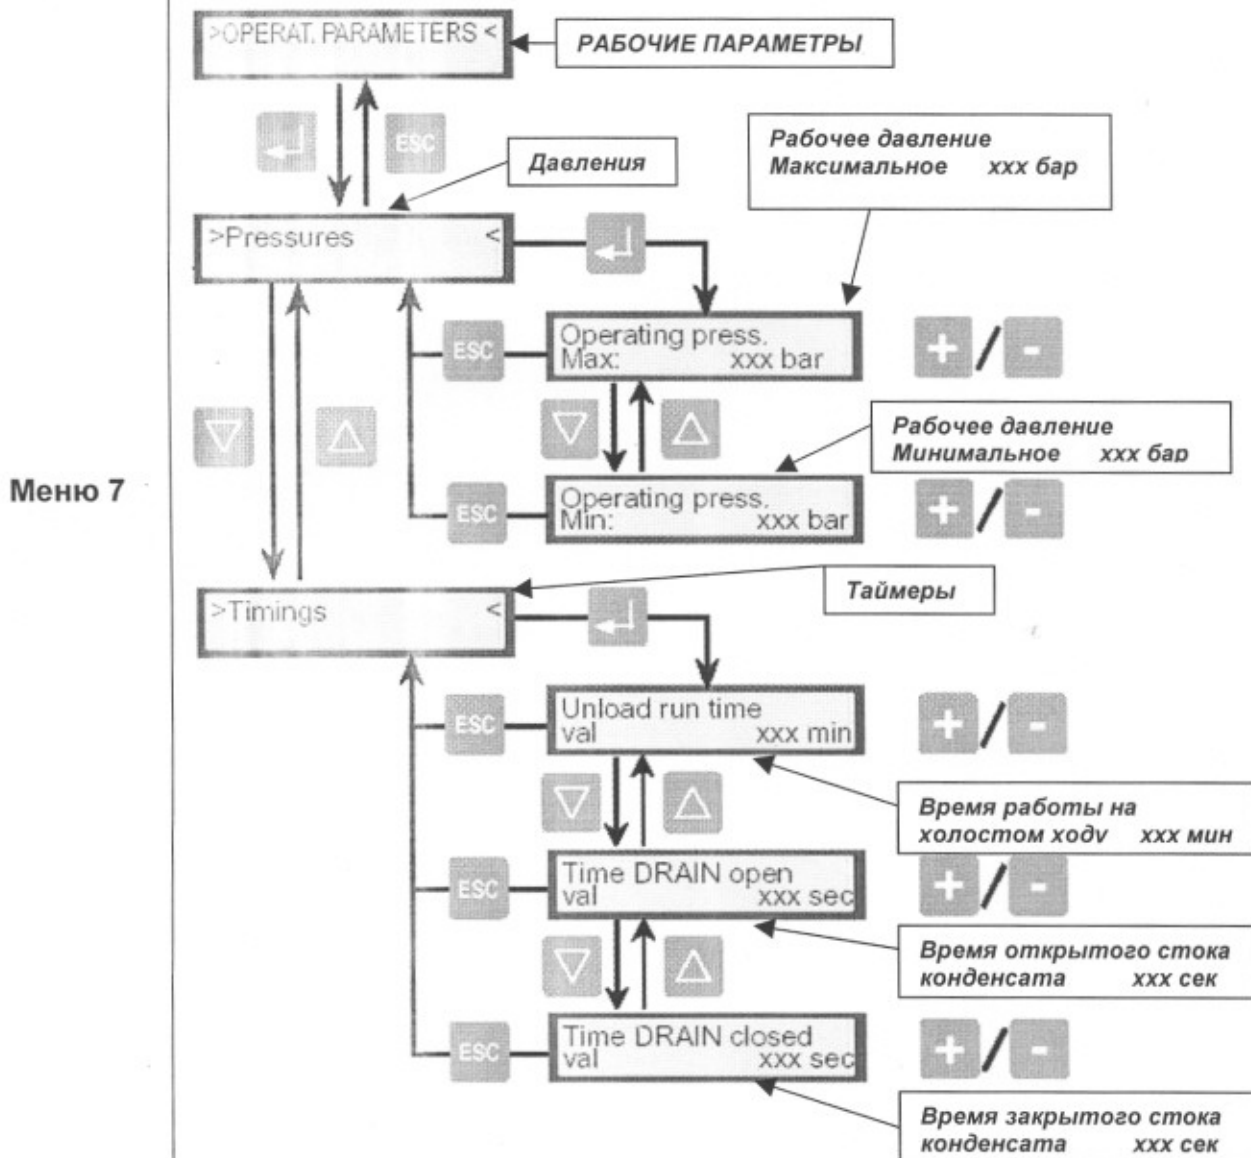 >OPERAT. PARAMETERS <
РАБОЧИЕ ПАРАМЕТРЫ
ESC
Давления
Рабочее давление
Максимальное xxx бар
>Pressures <
ESC
Operating press.
Max: xxx bar
+ / -
Рабочее давление
Минимальное xxx бар
Меню 7
ESC
Operating press.
Min: xxx bar
+ / -
Таймеры
>Timings <
ESC
Unload run time
val xxx min
+ / -
Время работы на
холостом ходу xxx мин
ESC
Time DRAIN open
val xxx sec
+ / -
Время открытого стока
конденсата xxx сек
ESC
Time DRAIN closed
val xxx sec
+ / -
Время закрытого стока
конденсата xxx сек